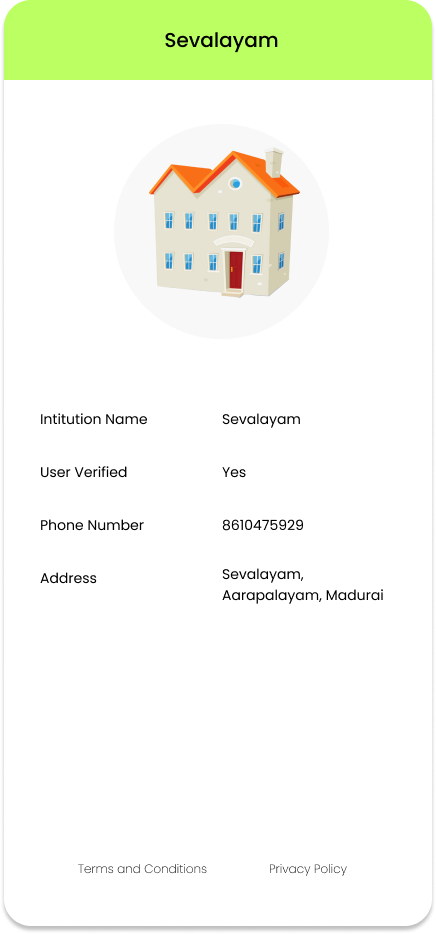 Sevalayam
Intitution Name
Sevalayam
User Verified
Yes
Phone Number
8610475929
Address
Sevalayam,
Aarapalayam, Madurai
Terms and Conditions
Privacy Policy